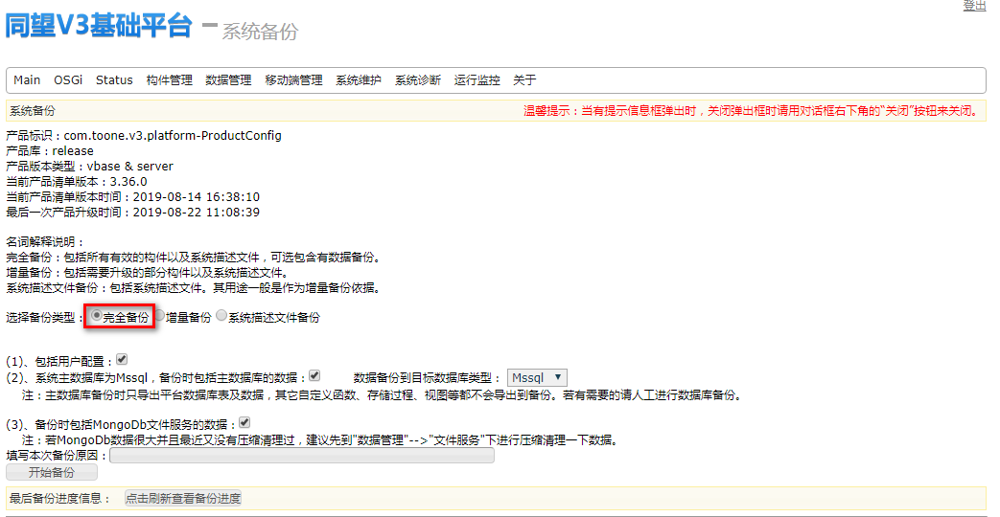 登出
同望V3基础平台 – 系统备份
Main OSGi Status 构件管理 数据管理 移动端管理 系统维护 系统诊断 运行监控 关于
系统备份 温馨提示：当有提示信息框弹出时，关闭弹出框时请用对话框右下角的“关闭”按钮来关闭。
产品标识：com.toone.v3.platform-ProductConfig
产品库：release
产品版本类型：vbase & server
当前产品清单版本：3.36.0
当前产品清单版本时间：2019-08-14 16:38:10
最后一次产品升级时间：2019-08-22 11:08:39
名词解释说明：
完全备份：包括所有有效的构件以及系统描述文件，可选包含有数据备份。
增量备份：包括需要升级的部分构件以及系统描述文件。
系统描述文件备份：包括系统描述文件。其用途一般是作为增量备份依据。
选择备份类型： 完全备份 增量备份 系统描述文件备份
(1)、包括用户配置：
(2)、系统主数据库为Mssql，备份时包括主数据库的数据： 数据备份到目标数据库类型： Mssql
注：主数据库备份时只导出平台数据库表及数据，其它自定义函数、存储过程、视图等都不会导出到备份。若有需要的请人工进行数据库备份。
(3)、备份时包括MongoDb文件服务的数据：
注：若MongoDb数据很大并且最近又没有压缩清理过，建议先到"数据管理"-->"文件服务"下进行压缩清理一下数据。
填写本次备份原因：
开始备份
最后备份进度信息： 点击刷新查看备份进度